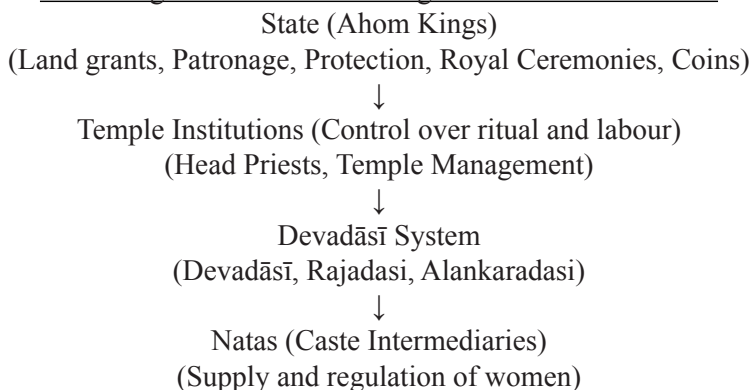 State (Ahom Kings)
(Land grants, Patronage, Protection, Royal Ceremonies, Coins)
↓
Temple Institutions (Control over ritual and labour)
(Head Priests, Temple Management)
↓
Devadāsī System
(Devadāsī, Rajadasi, Alankaradasi)
↓
Natas (Caste Intermediaries)
(Supply and regulation of women)